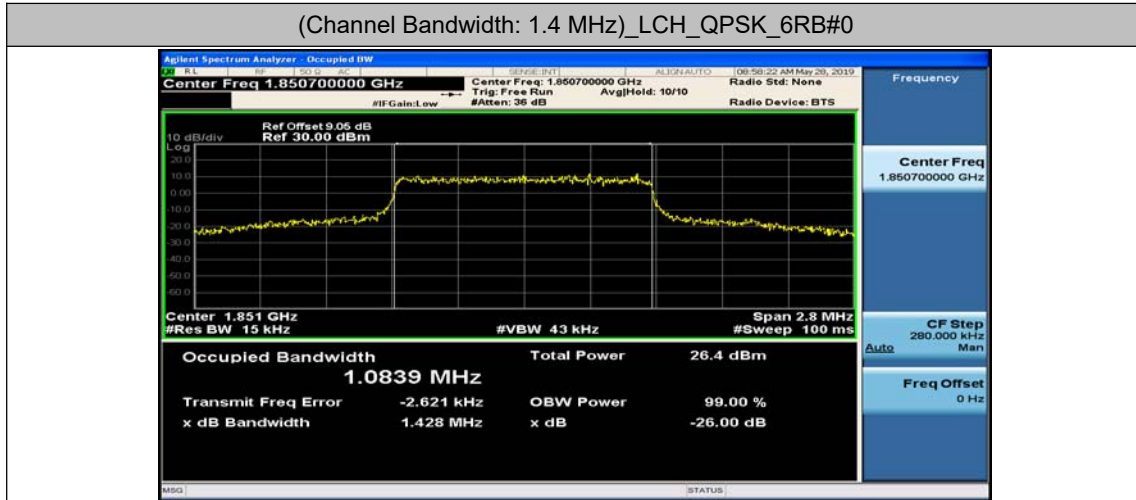 (Channel Bandwidth: 1.4 MHz)_LCH_QPSK_6RB#0
Agilent Spectrum Analyzer - Occupied BW
RL RF 50 Ω AC SENSE:INT ALIGN AUTO 08:58:22 AM May 28, 2019
Center Freq 1.850700000 GHz
Center Freq: 1.850700000 GHz
Radio Std: None
Trig: Free Run Avg|Hold: 10/10
#IFGain:Low
#Atten: 36 dB
Radio Device: BTS
Ref Offset 9.05 dB
10 dB/div Ref 30.00 dBm
Log
20.0
10.0
0.00
-10.0
-20.0
-30.0
-40.0
-50.0
-60.0
Center 1.851 GHz Span 2.8 MHz
#Res BW 15 kHz #VBW 43 kHz #Sweep 100 ms
Occupied Bandwidth Total Power 26.4 dBm
1.0839 MHz
Transmit Freq Error -2.621 kHz OBW Power 99.00 %
x dB Bandwidth 1.428 MHz x dB -26.00 dB
MSG STATUS
Frequency
Center Freq
1.850700000 GHz
CF Step
280.000 kHz
Auto Man
Freq Offset
0 Hz